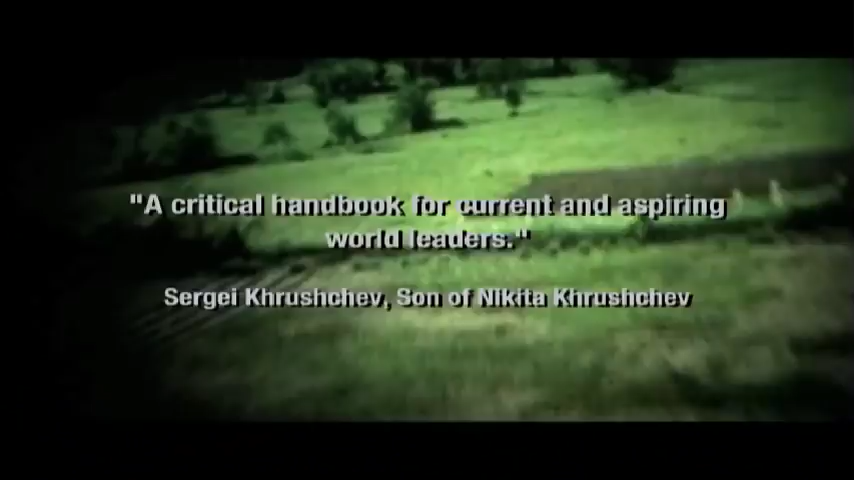 "A critical handbook for current and aspiring
world leaders."
Sergei Khrushchev, Son of Nikita Khrushchev